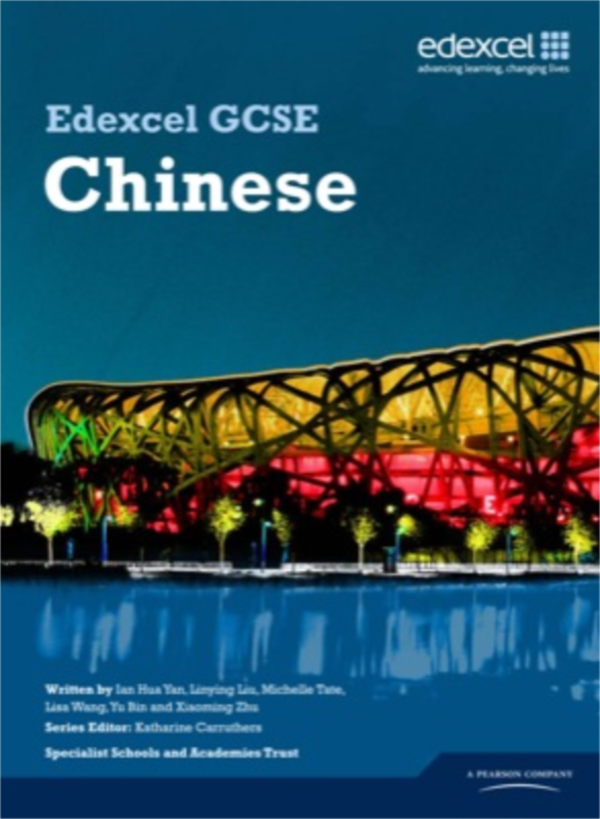 edexcel
advancing learning, changing lives
Edexcel GCSE
Chinese
Written by Ian Hua Yan, Linying Liu, Michelle Tate,
Lisa Wang, Yu Bin and Xiaoming Zhu
Series Editor: Katharine Carruthers
Specialist Schools and Academies Trust
A PEARSON COMPANY